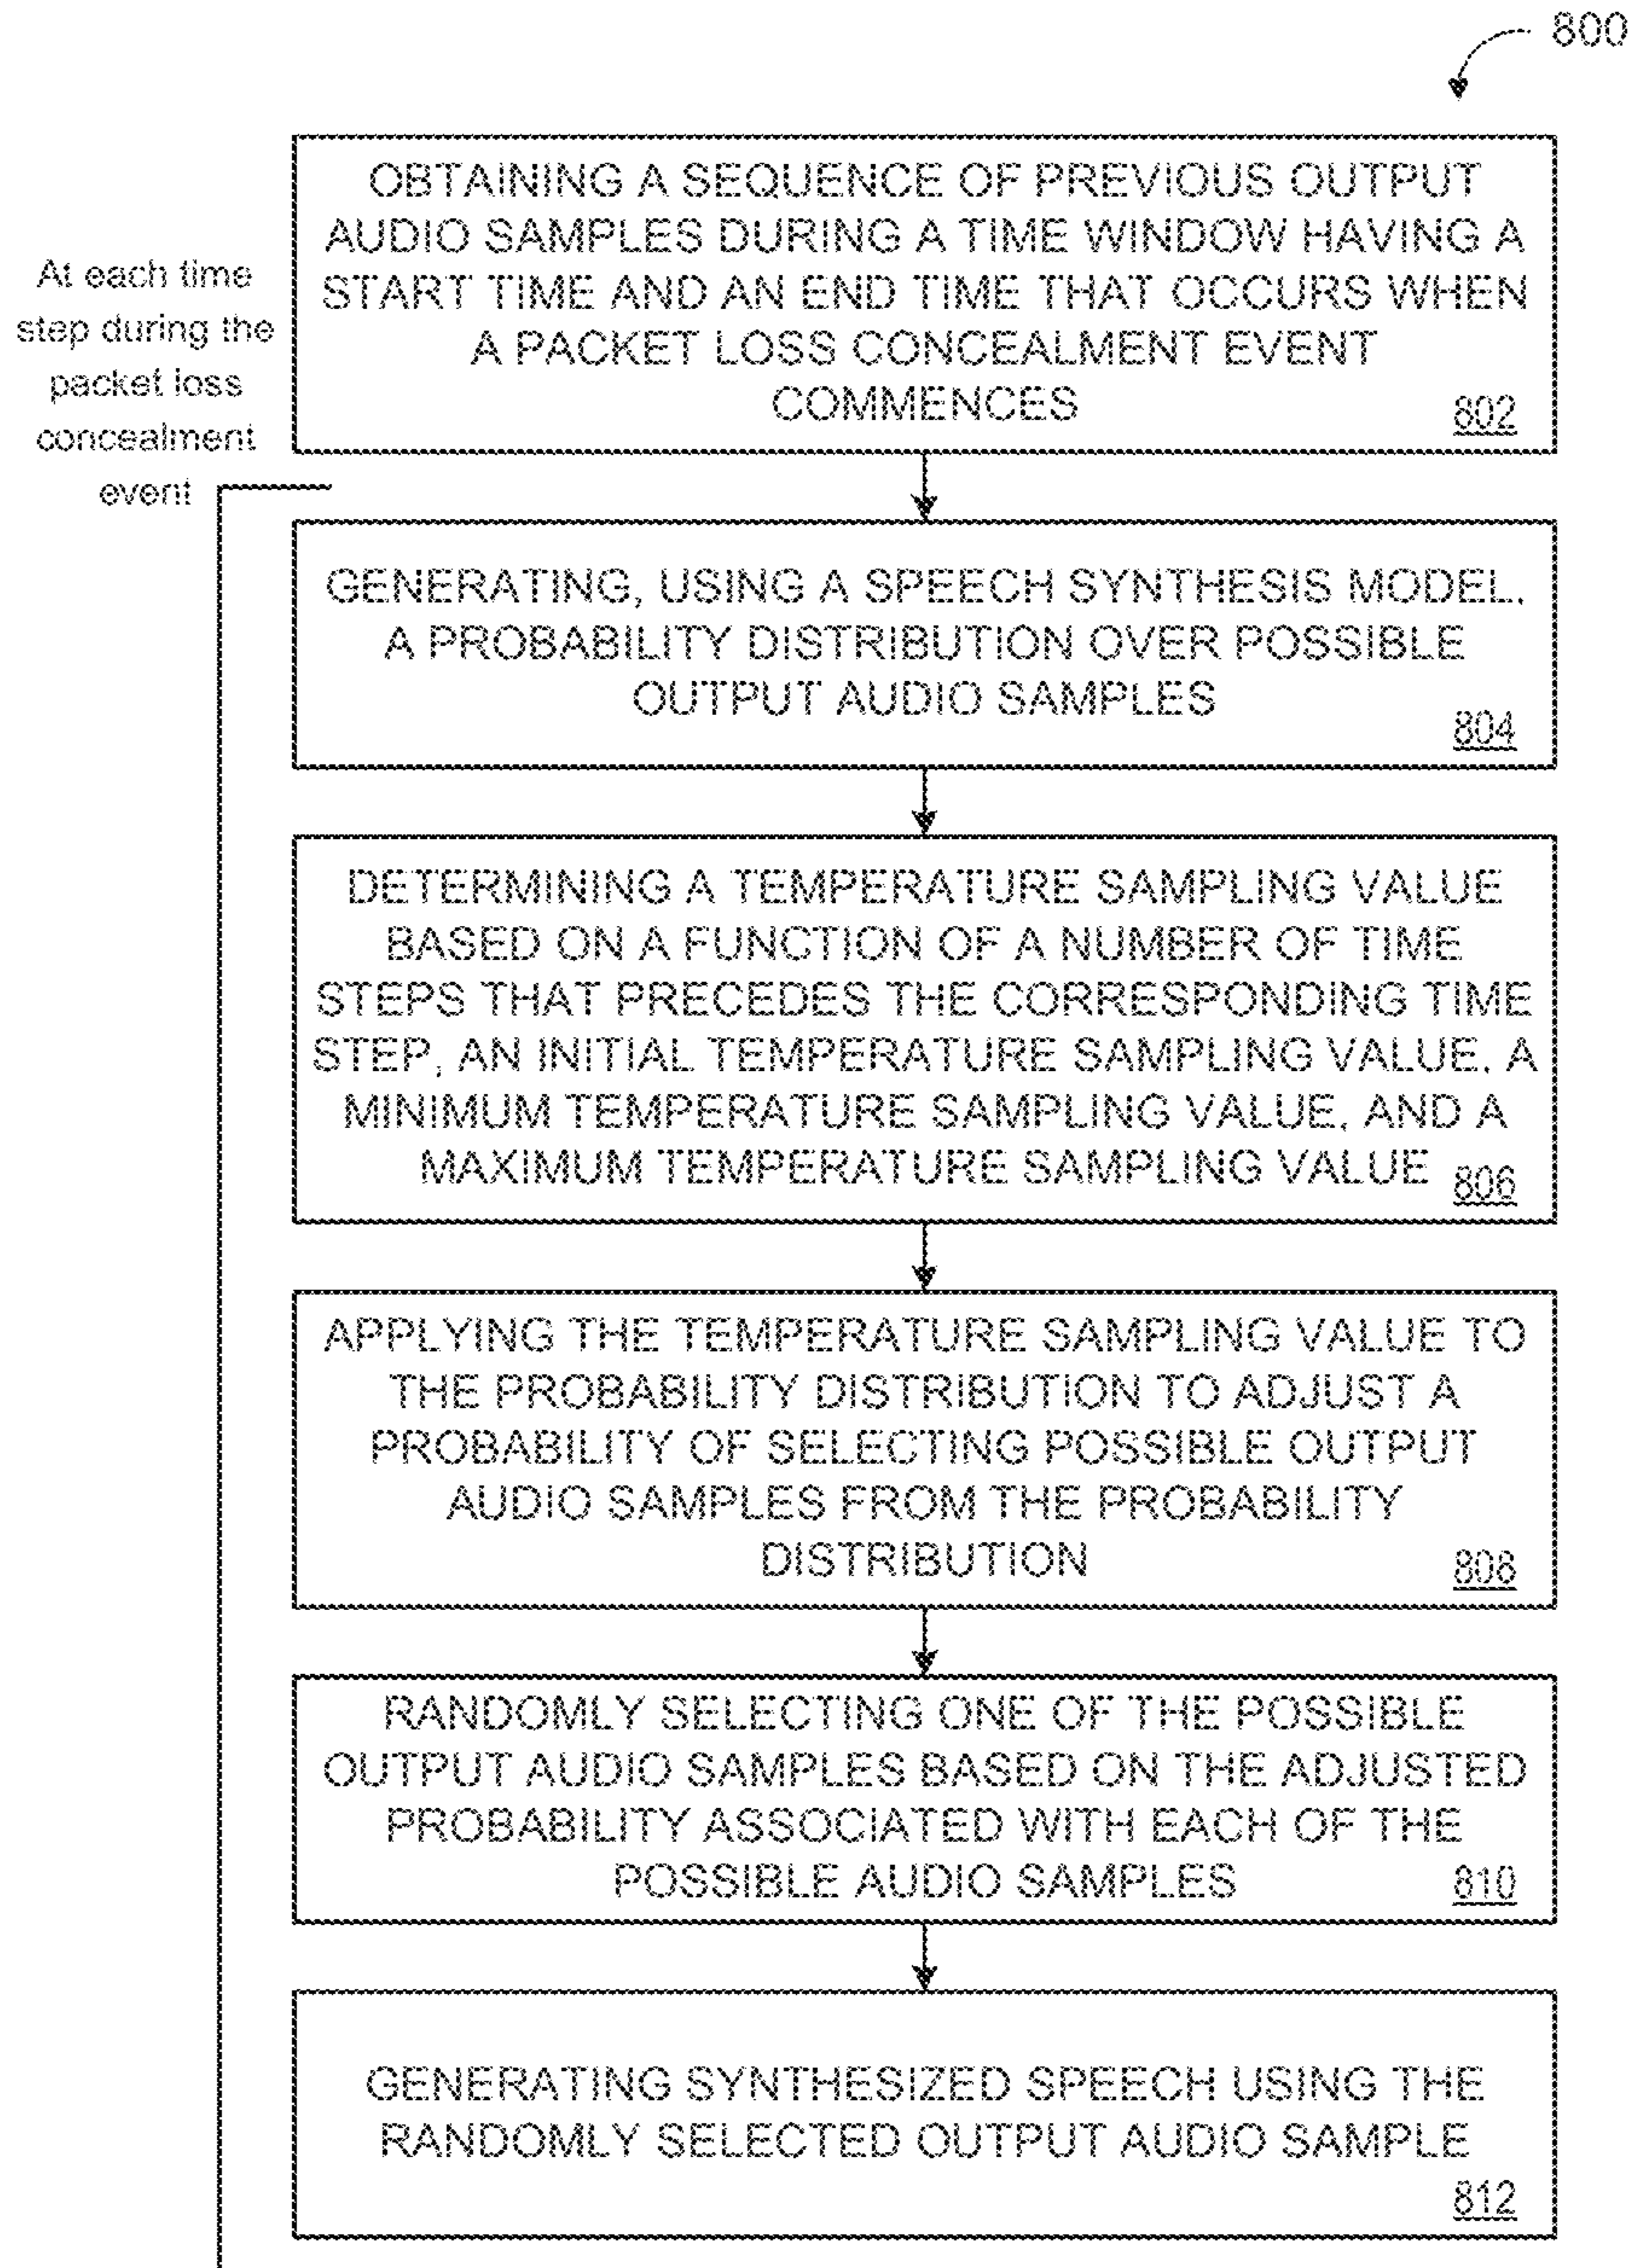 800
OBTAINING A SEQUENCE OF PREVIOUS OUTPUT
AUDIO SAMPLES DURING A TIME WINDOW HAVING A
START TIME AND AN END TIME THAT OCCURS WHEN
A PACKET LOSS CONCEALMENT EVENT
COMMENCES
802
At each time
step during the
packet loss
concealment
event
GENERATING, USING A SPEECH SYNTHESIS MODEL,
A PROBABILITY DISTRIBUTION OVER POSSIBLE
OUTPUT AUDIO SAMPLES
804
DETERMINING A TEMPERATURE SAMPLING VALUE
BASED ON A FUNCTION OF A NUMBER OF TIME
STEPS THAT PRECEDES THE CORRESPONDING TIME
STEP, AN INITIAL TEMPERATURE SAMPLING VALUE, A
MINIMUM TEMPERATURE SAMPLING VALUE, AND A
MAXIMUM TEMPERATURE SAMPLING VALUE
806
APPLYING THE TEMPERATURE SAMPLING VALUE TO
THE PROBABILITY DISTRIBUTION TO ADJUST A
PROBABILITY OF SELECTING POSSIBLE OUTPUT
AUDIO SAMPLES FROM THE PROBABILITY
DISTRIBUTION
808
RANDOMLY SELECTING ONE OF THE POSSIBLE
OUTPUT AUDIO SAMPLES BASED ON THE ADJUSTED
PROBABILITY ASSOCIATED WITH EACH OF THE
POSSIBLE AUDIO SAMPLES
810
GENERATING SYNTHESIZED SPEECH USING THE
RANDOMLY SELECTED OUTPUT AUDIO SAMPLE
812